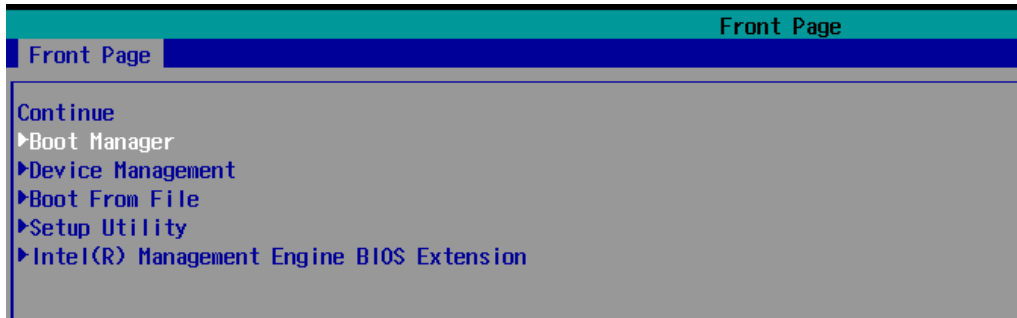 Front Page
Front Page
Continue
Boot Manager
Device Management
Boot From File
Setup Utility
Intel(R) Management Engine BIOS Extension